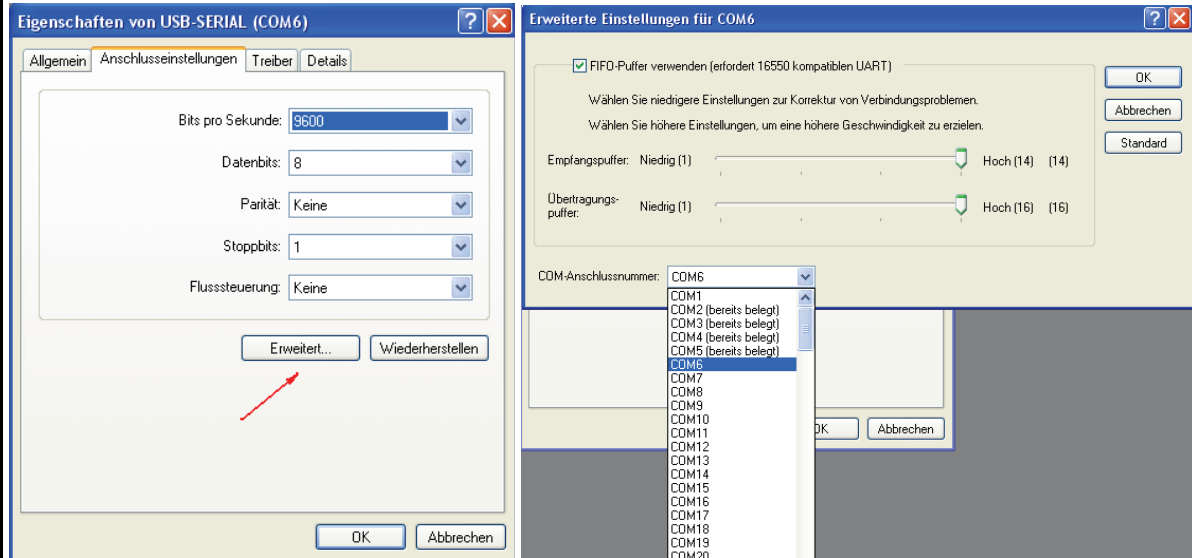 Eigenschaften von USB-SERIAL (COM6)
Allgemein
Anschlusseinstellungen
Treiber
Details
Bits pro Sekunde: 9600
Datenbits: 8
Parität: Keine
Stoppbits: 1
Flusssteuerung: Keine
Erweitert...
Wiederherstellen
OK
Abbrechen
Erweiterte Einstellungen für COM6
FIFO-Puffer verwenden (erfordert 16550 kompatiblen UART)
Wählen Sie niedrigere Einstellungen zur Korrektur von Verbindungsproblemen.
Wählen Sie höhere Einstellungen, um eine höhere Geschwindigkeit zu erzielen.
Empfangspuffer: Niedrig (1) Hoch (14) (14)
Übertragungs-
puffer: Niedrig (1) Hoch (16) (16)
OK
Abbrechen
Standard
COM-Anschlussnummer: COM6
COM1
COM2 (bereits belegt)
COM3 (bereits belegt)
COM4 (bereits belegt)
COM5 (bereits belegt)
COM6
COM7
COM8
COM9
COM10
COM11
COM12
COM13
COM14
COM15
COM16
COM17
COM18
COM19
COM20
OK
Abbrechen